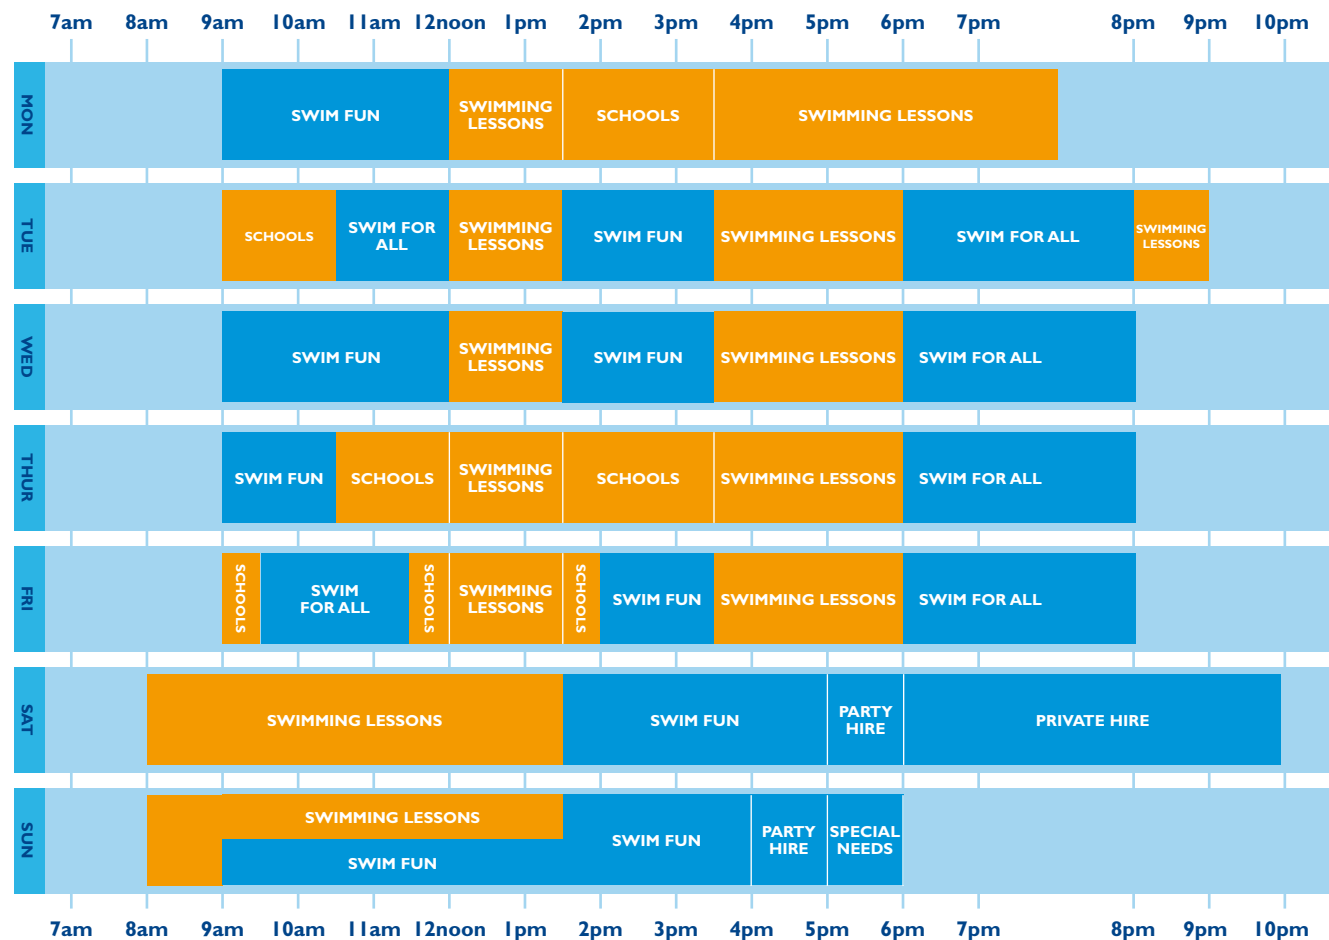 7am 8am 9am 10am 11am 12noon 1pm 2pm 3pm 4pm 5pm 6pm 7pm 8pm 9pm 10pm
MON
SWIM FUN
SWIMMING
LESSONS
SCHOOLS
SWIMMING LESSONS
TUE
SCHOOLS
SWIM FOR
ALL
SWIMMING
LESSONS
SWIM FUN
SWIMMING LESSONS
SWIM FOR ALL
SWIMMING
LESSONS
WED
SWIM FUN
SWIMMING
LESSONS
SWIM FUN
SWIMMING LESSONS
SWIM FOR ALL
THUR
SWIM FUN
SCHOOLS
SWIMMING
LESSONS
SCHOOLS
SWIMMING LESSONS
SWIM FOR ALL
FRI
SCHOOLS
SWIM
FOR ALL
SCHOOLS
SWIMMING
LESSONS
SCHOOLS
SWIM FUN
SWIMMING LESSONS
SWIM FOR ALL
SAT
SWIMMING LESSONS
SWIM FUN
PARTY
HIRE
PRIVATE HIRE
SUN
SWIMMING LESSONS
SWIM FUN
SWIM FUN
PARTY
HIRE
SPECIAL
NEEDS
7am 8am 9am 10am 11am 12noon 1pm 2pm 3pm 4pm 5pm 6pm 7pm 8pm 9pm 10pm